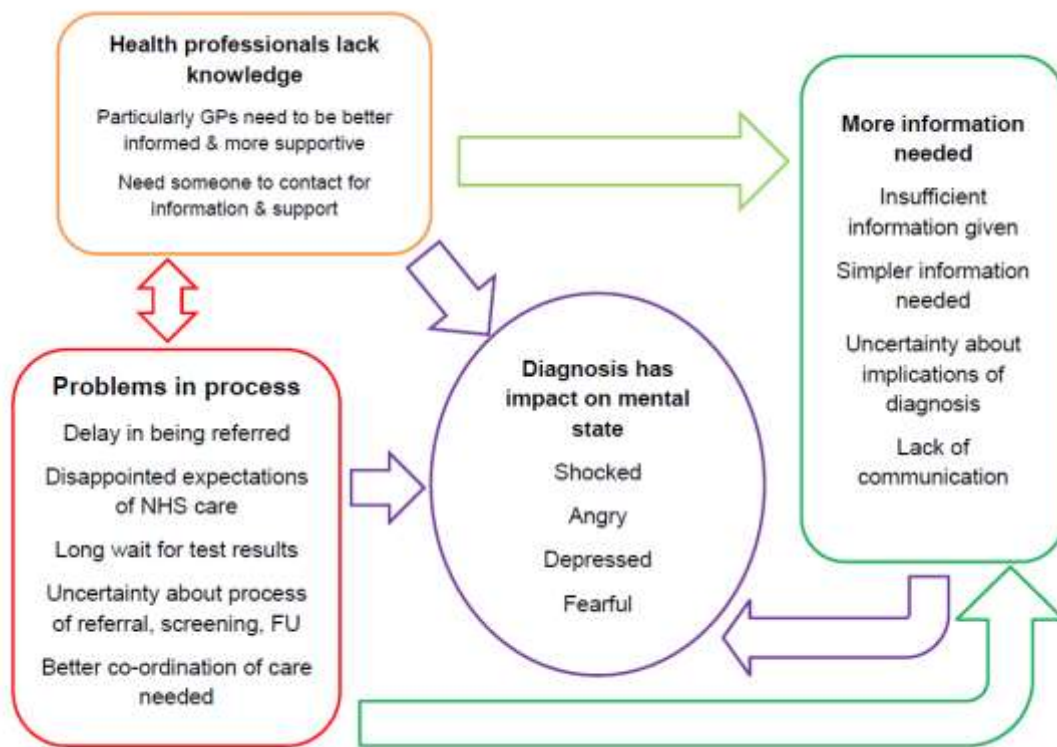 Health professionals lack
knowledge
Particularly GPs need to be better
informed & more supportive
Need someone to contact for
information & support
Problems in process
Delay in being referred
Disappointed expectations
of NHS care
Long wait for test results
Uncertainty about process
of referral, screening, FU
Better co-ordination of care
needed
Diagnosis has
impact on mental
state
Shocked
Angry
Depressed
Fearful
More information
needed
Insufficient
information given
Simpler information
needed
Uncertainty about
implications of
diagnosis
Lack of
communication